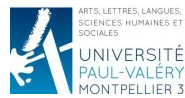 ARTS, LETTRES, LANGUES,
SCIENCES HUMAINES ET
SOCIALES
UNIVERSITÉ
PAUL-VALÉRY
MONTPELLIER 3